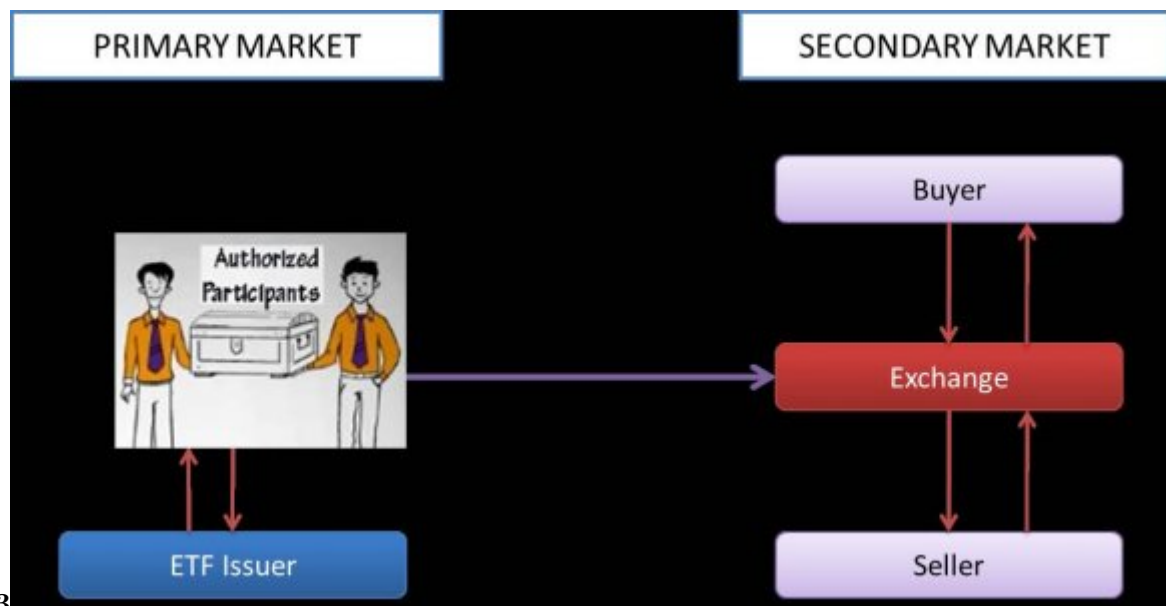 PRIMARY MARKET
SECONDARY MARKET
Buyer
Authorized
Participants
Exchange
ETF Issuer
Seller